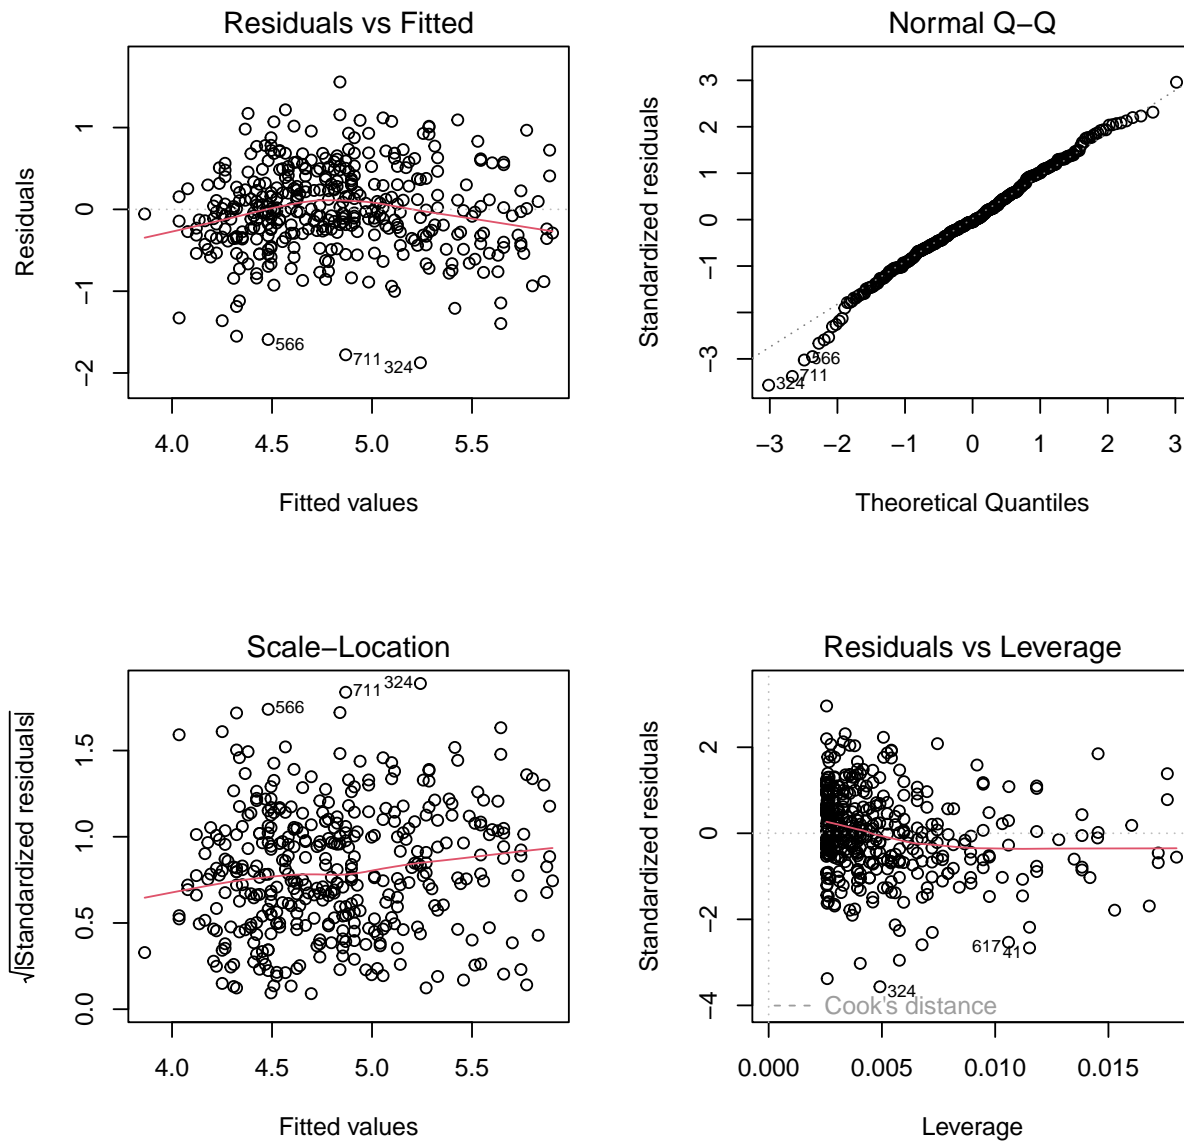 Residuals vs Fitted
Residuals
1
0
−1
−2
566
711
324
4.0 4.5 5.0 5.5
Fitted values
Normal Q−Q
Standardized residuals
3
2
1
0
−1
−3
566
711
324
−3 −2 −1 0 1 2 3
Theoretical Quantiles
Scale−Location
√|Standardized residuals|
1.5
1.0
0.5
0.0
566
711
324
4.0 4.5 5.0 5.5
Fitted values
Residuals vs Leverage
Standardized residuals
2
0
−2
−4
617
41
324
Cook's distance
0.000 0.005 0.010 0.015
Leverage